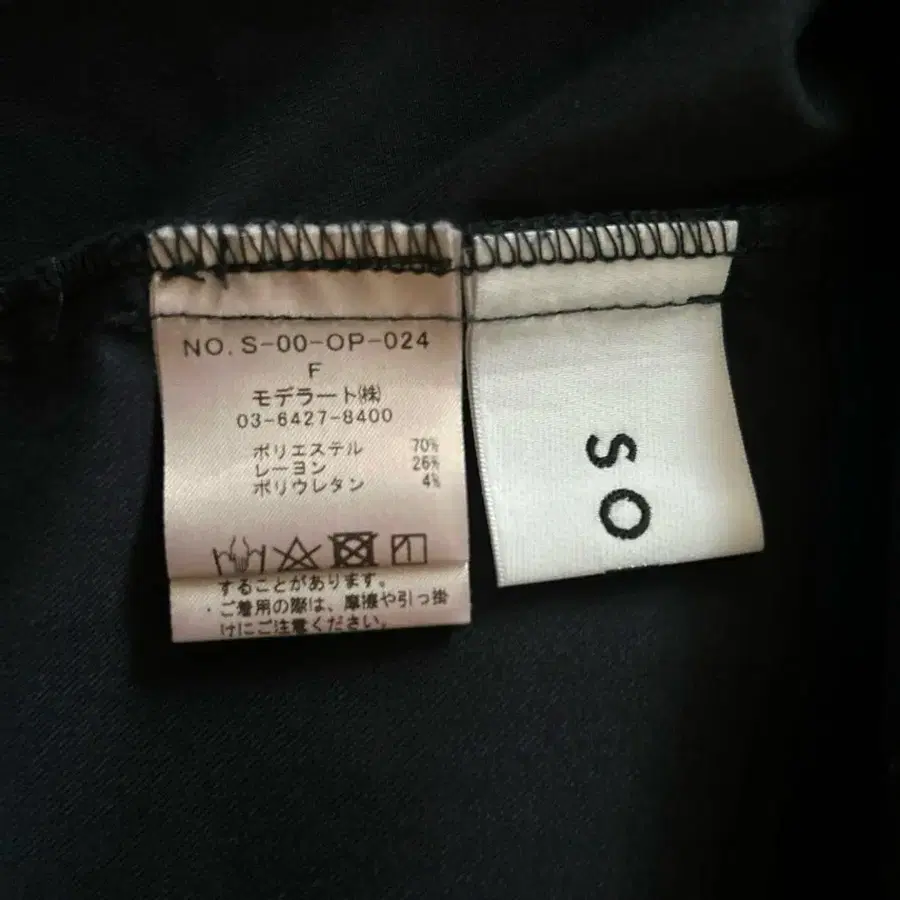 NO. S-00-OP-024
F
モデラート㈱
03-6427-8400
ポリエステル 70%
レーヨン 26%
ポリウレタン 4%
することがあります。
・ご着用の際は、摩擦や引っ掛
けにご注意ください。
SO